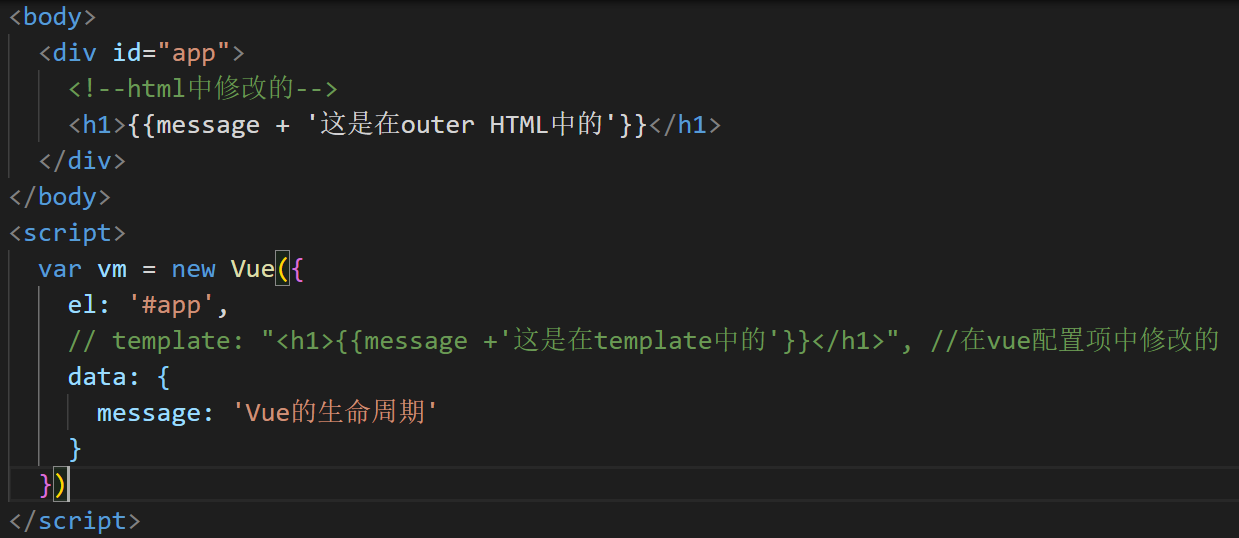 <body>
<div id="app">
<!--html中修改的-->
<h1>{{message + '这是在outer HTML中的'}}</h1>
</div>
</body>
<script>
var vm = new Vue({
el: '#app',
// template: "<h1>{{message +'这是在template中的'}}</h1>", //在vue配置项中修改的
data: {
message: 'Vue的生命周期'
}
})
</script>